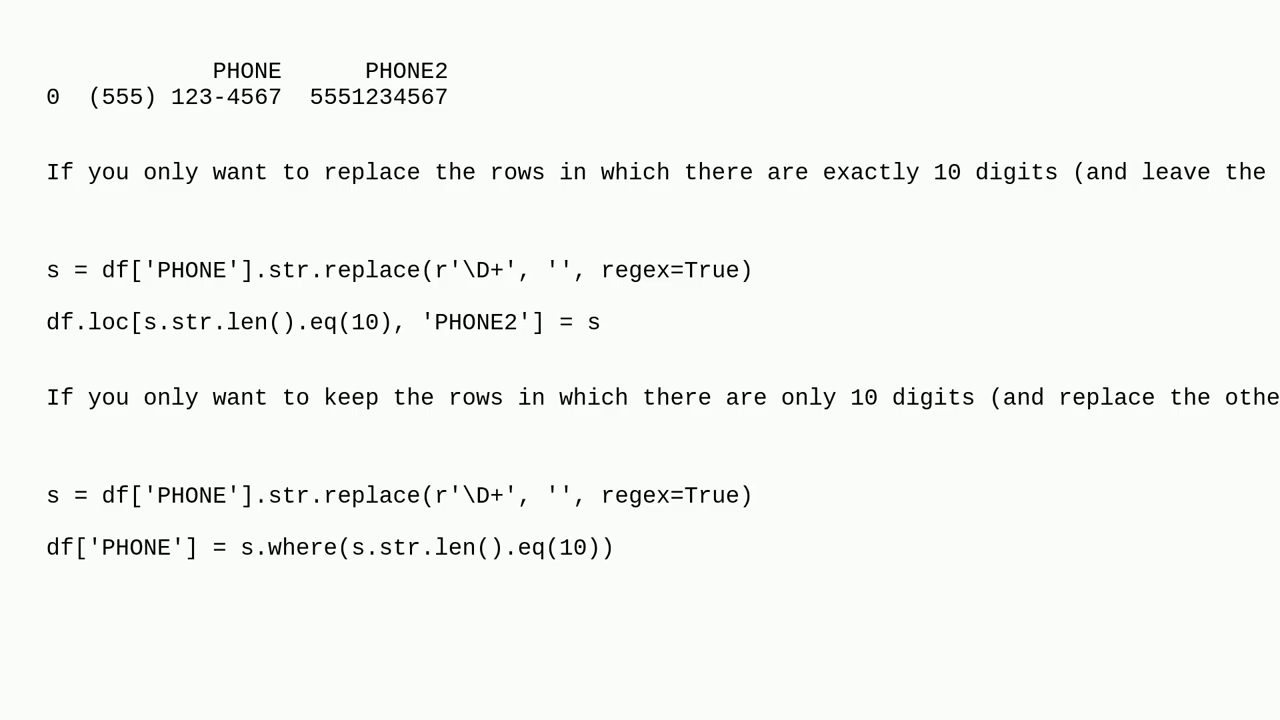 PHONE PHONE2
0 (555) 123-4567 5551234567
If you only want to replace the rows in which there are exactly 10 digits (and leave the
s = df['PHONE'].str.replace(r'\D+', '', regex=True)
df.loc[s.str.len().eq(10), 'PHONE2'] = s
If you only want to keep the rows in which there are only 10 digits (and replace the othe
s = df['PHONE'].str.replace(r'\D+', '', regex=True)
df['PHONE'] = s.where(s.str.len().eq(10))